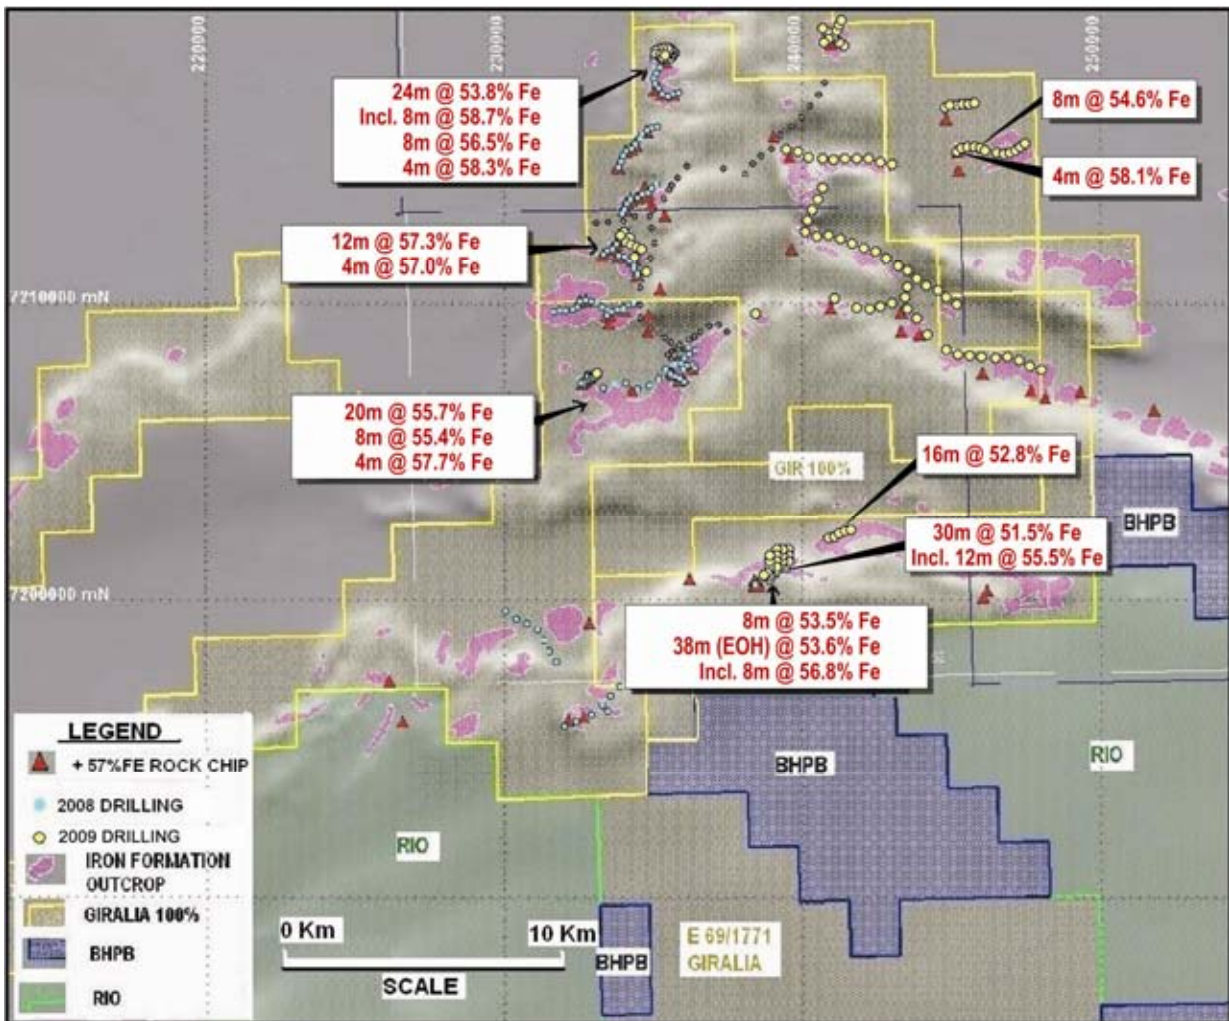 220000
230000
240000
250000
24m @ 53.8% Fe
Incl. 8m @ 58.7% Fe
8m @ 56.5% Fe
4m @ 58.3% Fe
8m @ 54.6% Fe
4m @ 58.1% Fe
12m @ 57.3% Fe
4m @ 57.0% Fe
7210000 mN
20m @ 55.7% Fe
8m @ 55.4% Fe
4m @ 57.7% Fe
16m @ 52.8% Fe
GIR 100%
BHPB
30m @ 51.5% Fe
Incl. 12m @ 55.5% Fe
7200000 mN
8m @ 53.5% Fe
38m (EOH) @ 53.6% Fe
Incl. 8m @ 56.8% Fe
LEGEND
+ 57%FE ROCK CHIP
2008 DRILLING
2009 DRILLING
IRON FORMATION
OUTCROP
GIRALIA 100%
BHPB
RIO
BHPB
RIO
RIO
0 Km
10 Km
SCALE
BHPB
E 69/1771
GIRALIA